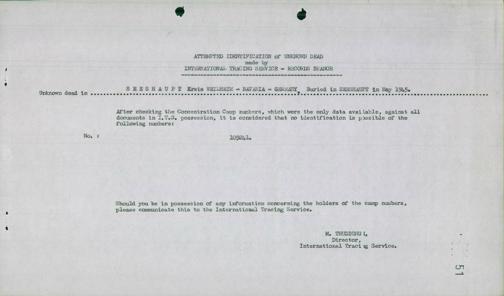 ATTEMPTED IDENTIFICATION of UNKNOWN DEAD
made by
INTERNATIONAL TRACING SERVICE - RECORDS BRANCH
Unknown dead in ..... S E E S H A U P T Kreis WEILHEIM - BAVARIA - GERMANY, Buried in SEESHAUPT in May 1945.
After checking the Concentration Camp numbers, which were the only data available, against all
documents in I.T.S. possession, it is considered that no identification is possible of the
following numbers:
No. :
Should you be in possession of any information concerning the holders of the camp numbers,
please communicate this to the International Tracing Service.
M.
Director,
International Tracing Service.
51